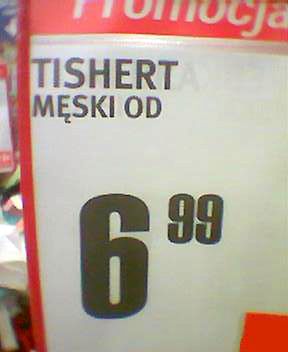 Promocja
TISHERT
MĘSKI OD
6 99